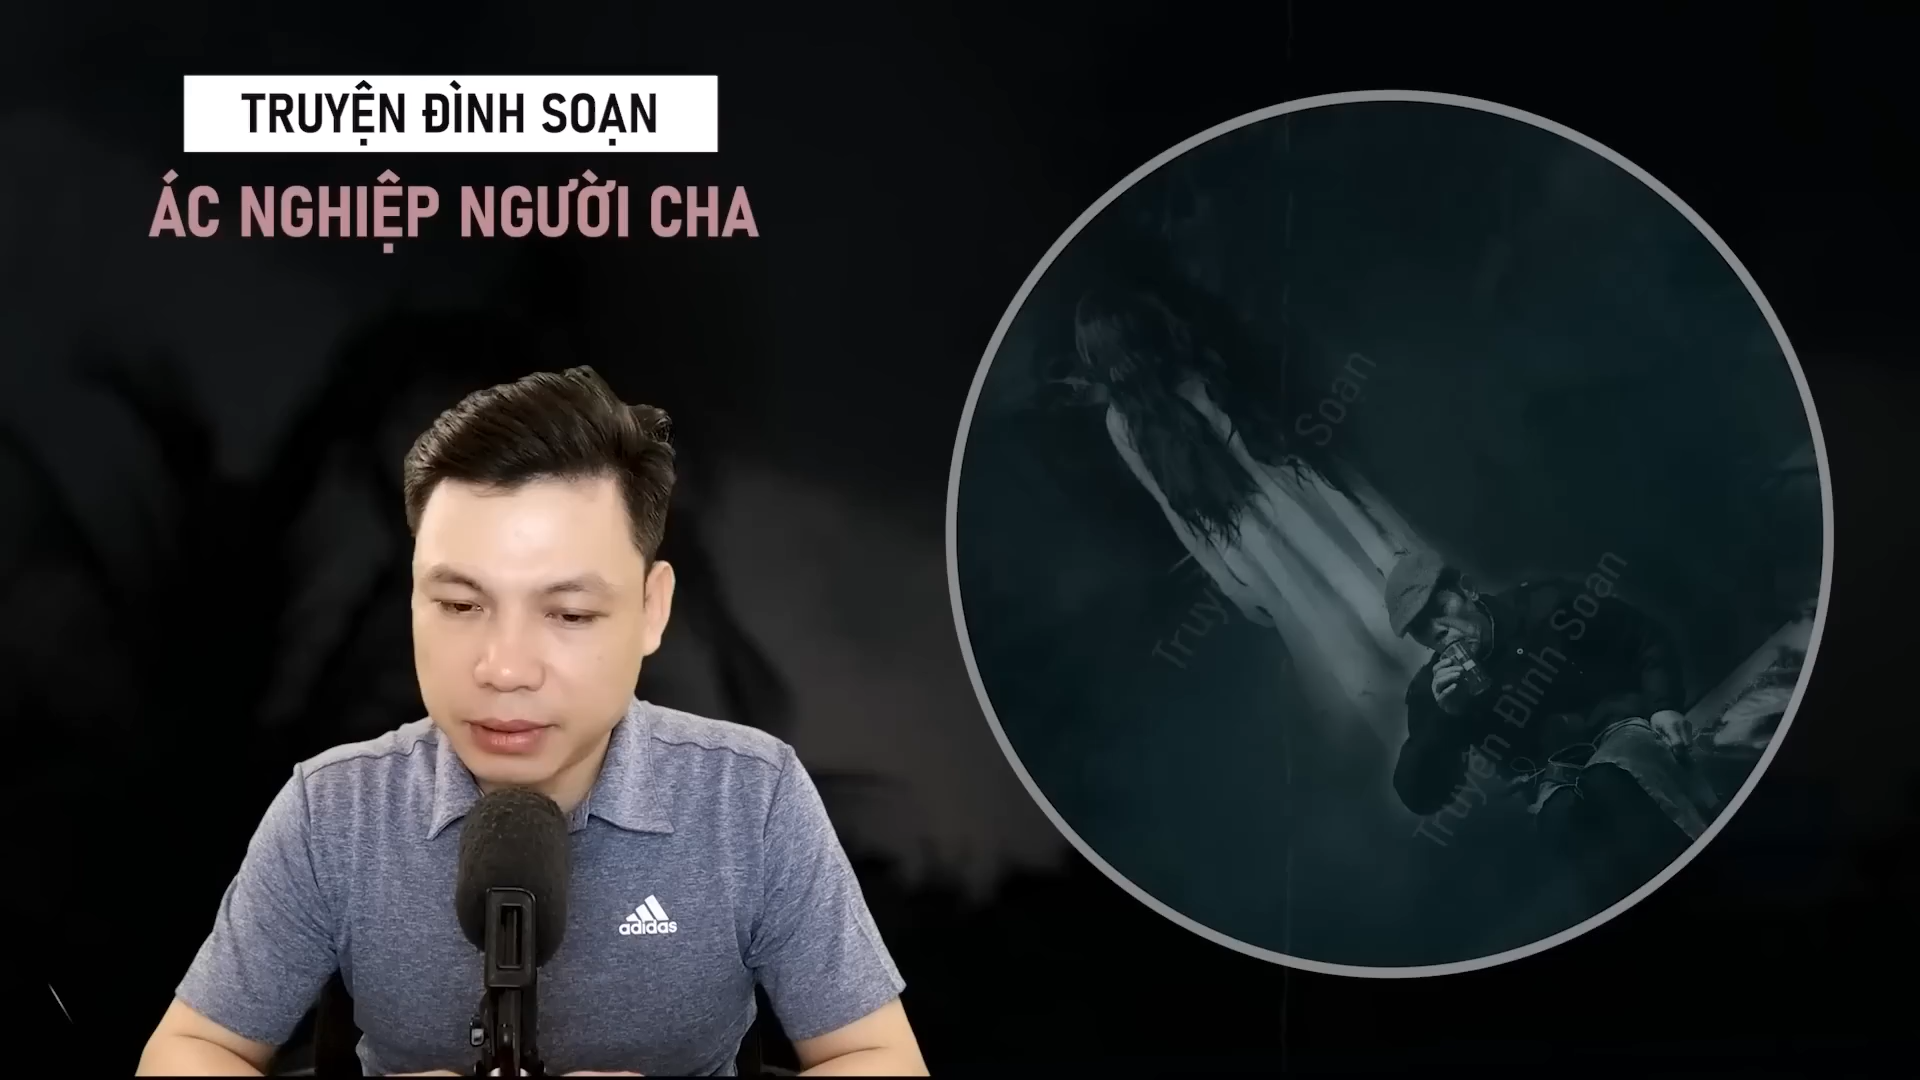 TRUYỆN ĐÌNH SOẠN
ÁC NGHIỆP NGƯỜI CHA
Truyện Đình Soạn
Truyện Đình Soạn
adidas